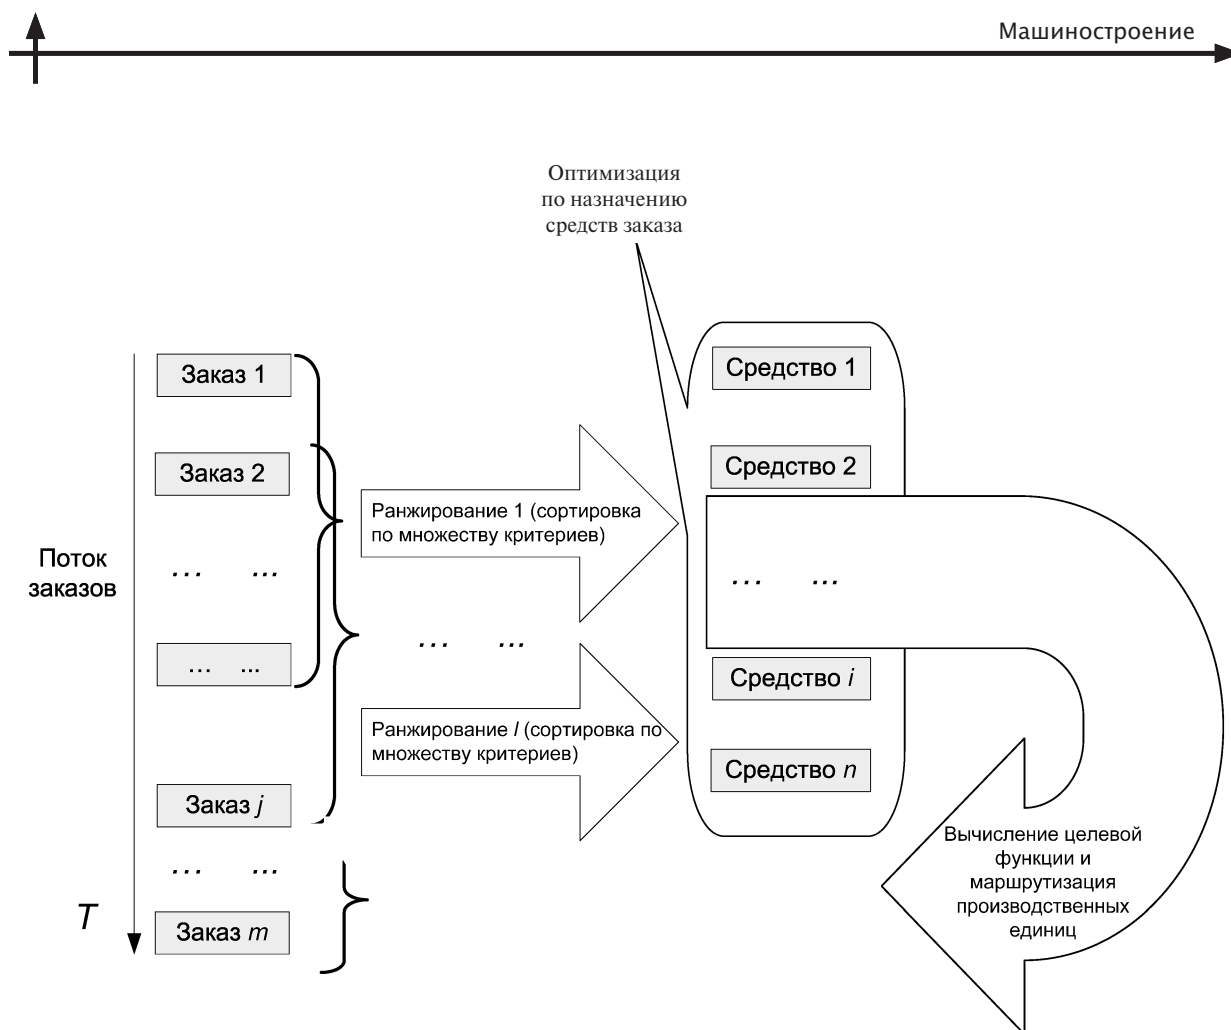 Машиностроение
Оптимизация
по назначению
средств заказа
Заказ 1
Заказ 2
... ...
... ...
Заказ j
... ...
Заказ m
Поток
заказов
T
Ранжирование 1 (сортировка
по множеству критериев)
... ...
Ранжирование l (сортировка по
множеству критериев)
Средство 1
Средство 2
... ...
Средство i
Средство n
Вычисление целевой
функции и
маршрутизация
производственных
единиц